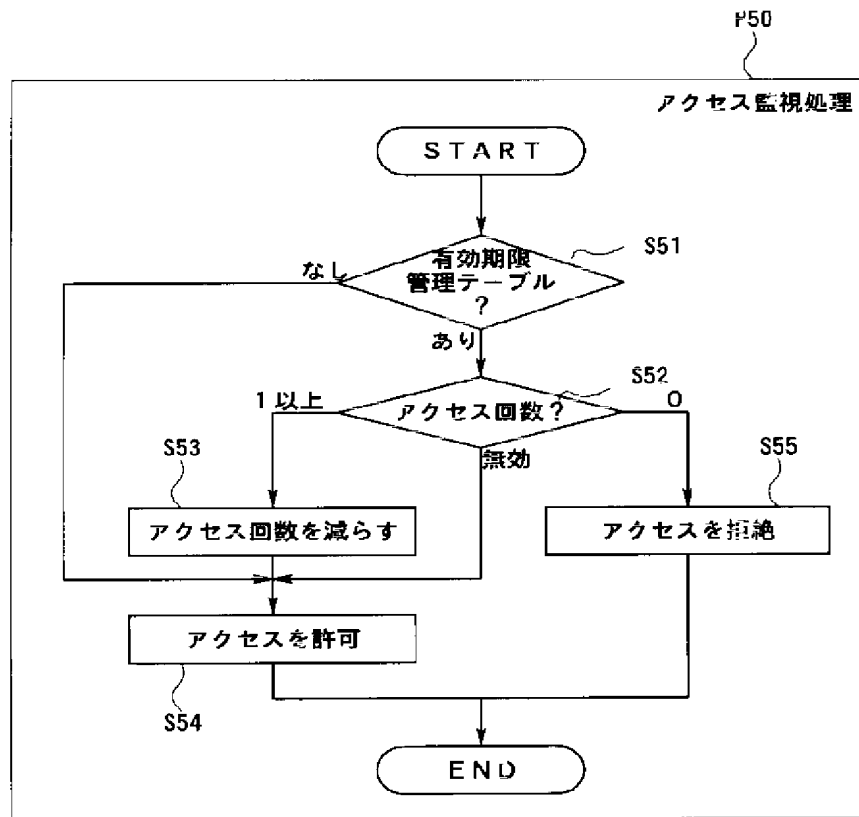 P50
アクセス監視処理
START
S51
なし
有効期限
管理テーブル
？
あり
S52
1以上
アクセス回数？
0
無効
S53
S55
アクセス回数を減らす
アクセスを拒絶
アクセスを許可
S54
END